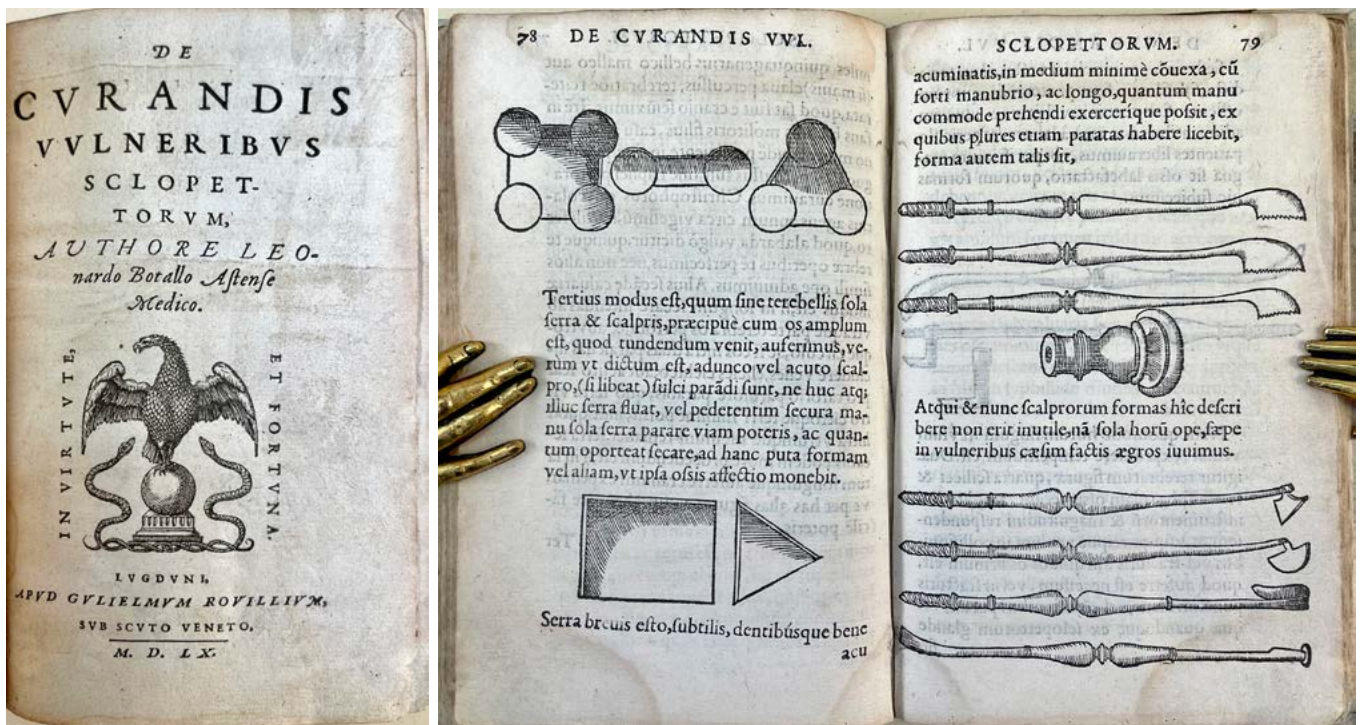 DE
CVRANDIS
VVLNERIBVS
SCLOPET-
TORVM,
AVTHORE LEO-
nardo Botallo Astense
Medico.
IN VIRTVTE,
ET FORTVNA.
LVGDVNI,
APVD GVLIELMVM ROVILLIVM,
SVB SCVTO VENETO.
M. D. LX.
78 DE CVRANDIS VVL.
Tertius modus eſt, quum ſine terebellis ſola
ſerra & ſcalpris, præcipuè cum os amplum
eſt, quod tundendum venit, auferimus, ve-
rùm vt dictum eſt, adunco vel acuto ſcal-
pro, (ſi libeat) ſulci parãdi ſunt, ne huc atq;
illuc ſerra fluat, vel pedetentim ſecura ma-
nu ſola ſerra parare viam poteris, ac quan-
tum oporteat ſecare, ad hanc puta formam
vel aliam, vt ipſa oſsis affectio monebit.
Serra breuis eſto, ſubtilis, dentibúsque bene
acu
SCLOPETTORVM. 79
acuminatis, in medium minimè cõuexa, cũ
forti manubrio, ac longo, quantum manu
commode prehendi exercerique poſsit, ex
quibus plures etiam paratas habere licebit,
forma autem talis ſit,
Atqui & nunc ſcalprorum formas hîc deſcri
bere non erit inutile, nã ſola horũ ope, ſæpe
in vulneribus cæſim factis ægros iuuimus.